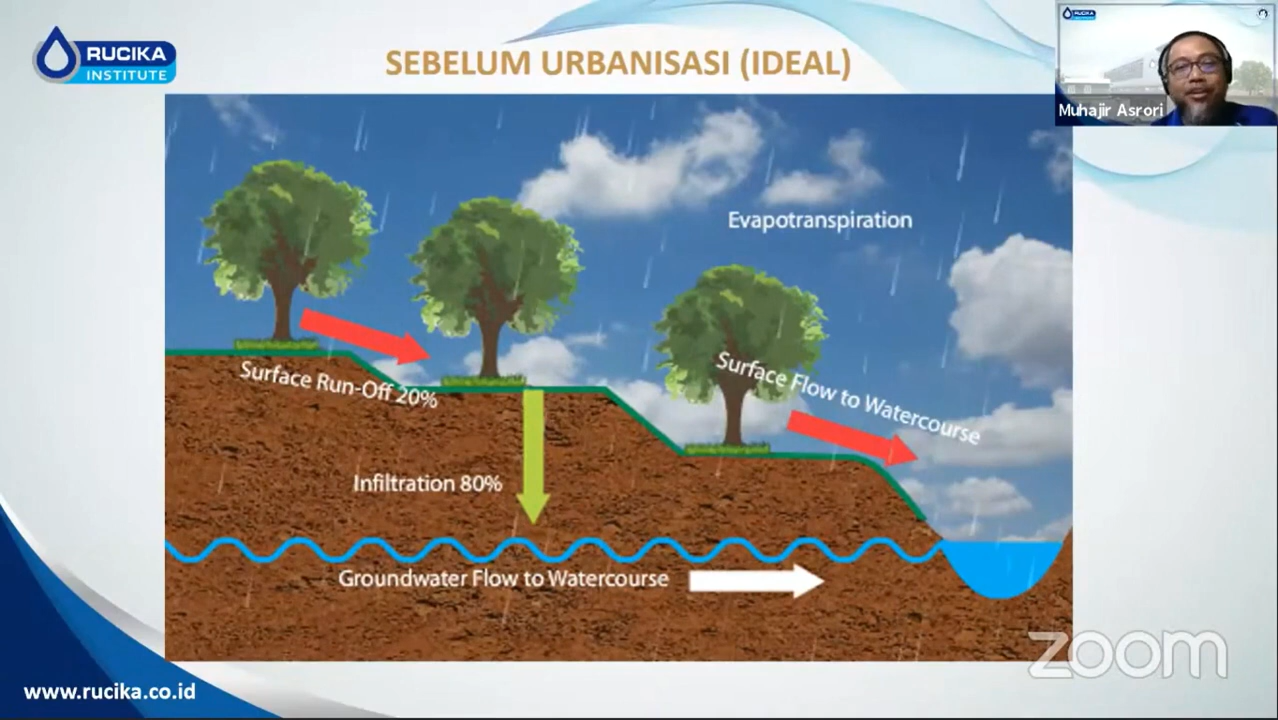 RUCIKA
INSTITUTE
SEBELUM URBANISASI (IDEAL)
RUCIKA
Muhajir Asrori
Evapotranspiration
Surface Run-Off 20%
Surface Flow to Watercourse
Infiltration 80%
Groundwater Flow to Watercourse
zoom
www.rucika.co.id